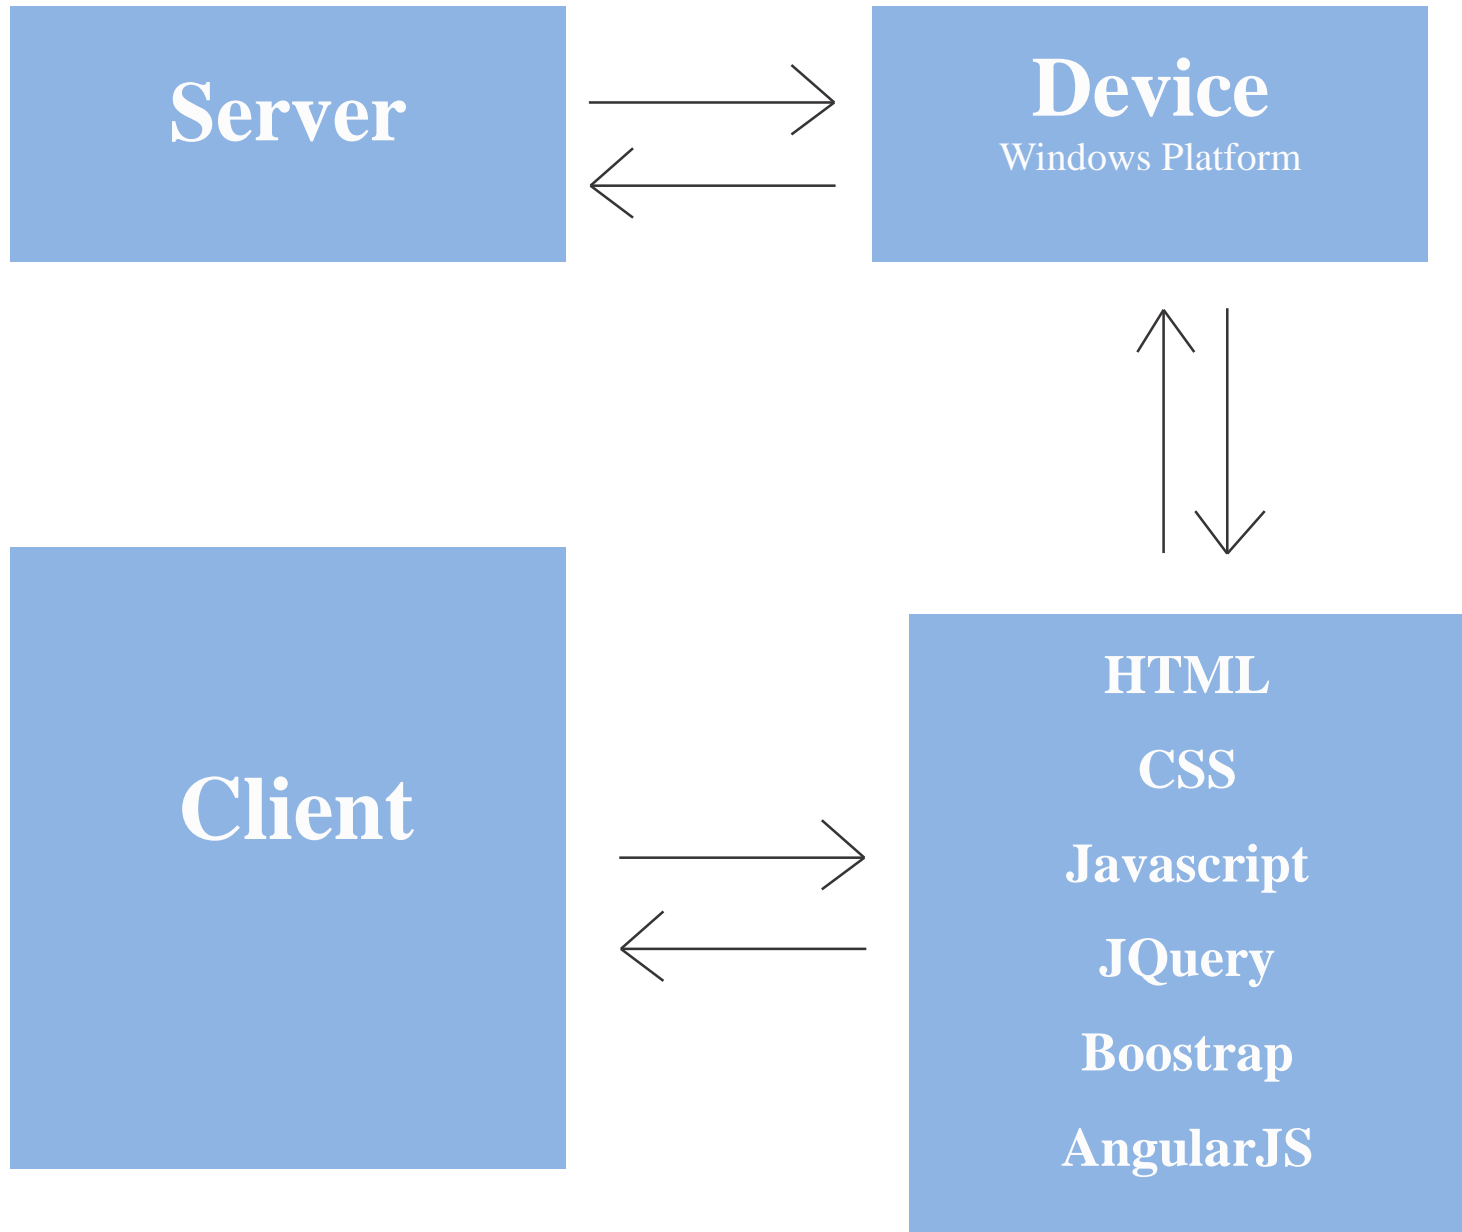 Server
Device
Windows Platform
Client
HTML
CSS
Javascript
JQuery
Boostrap
AngularJS